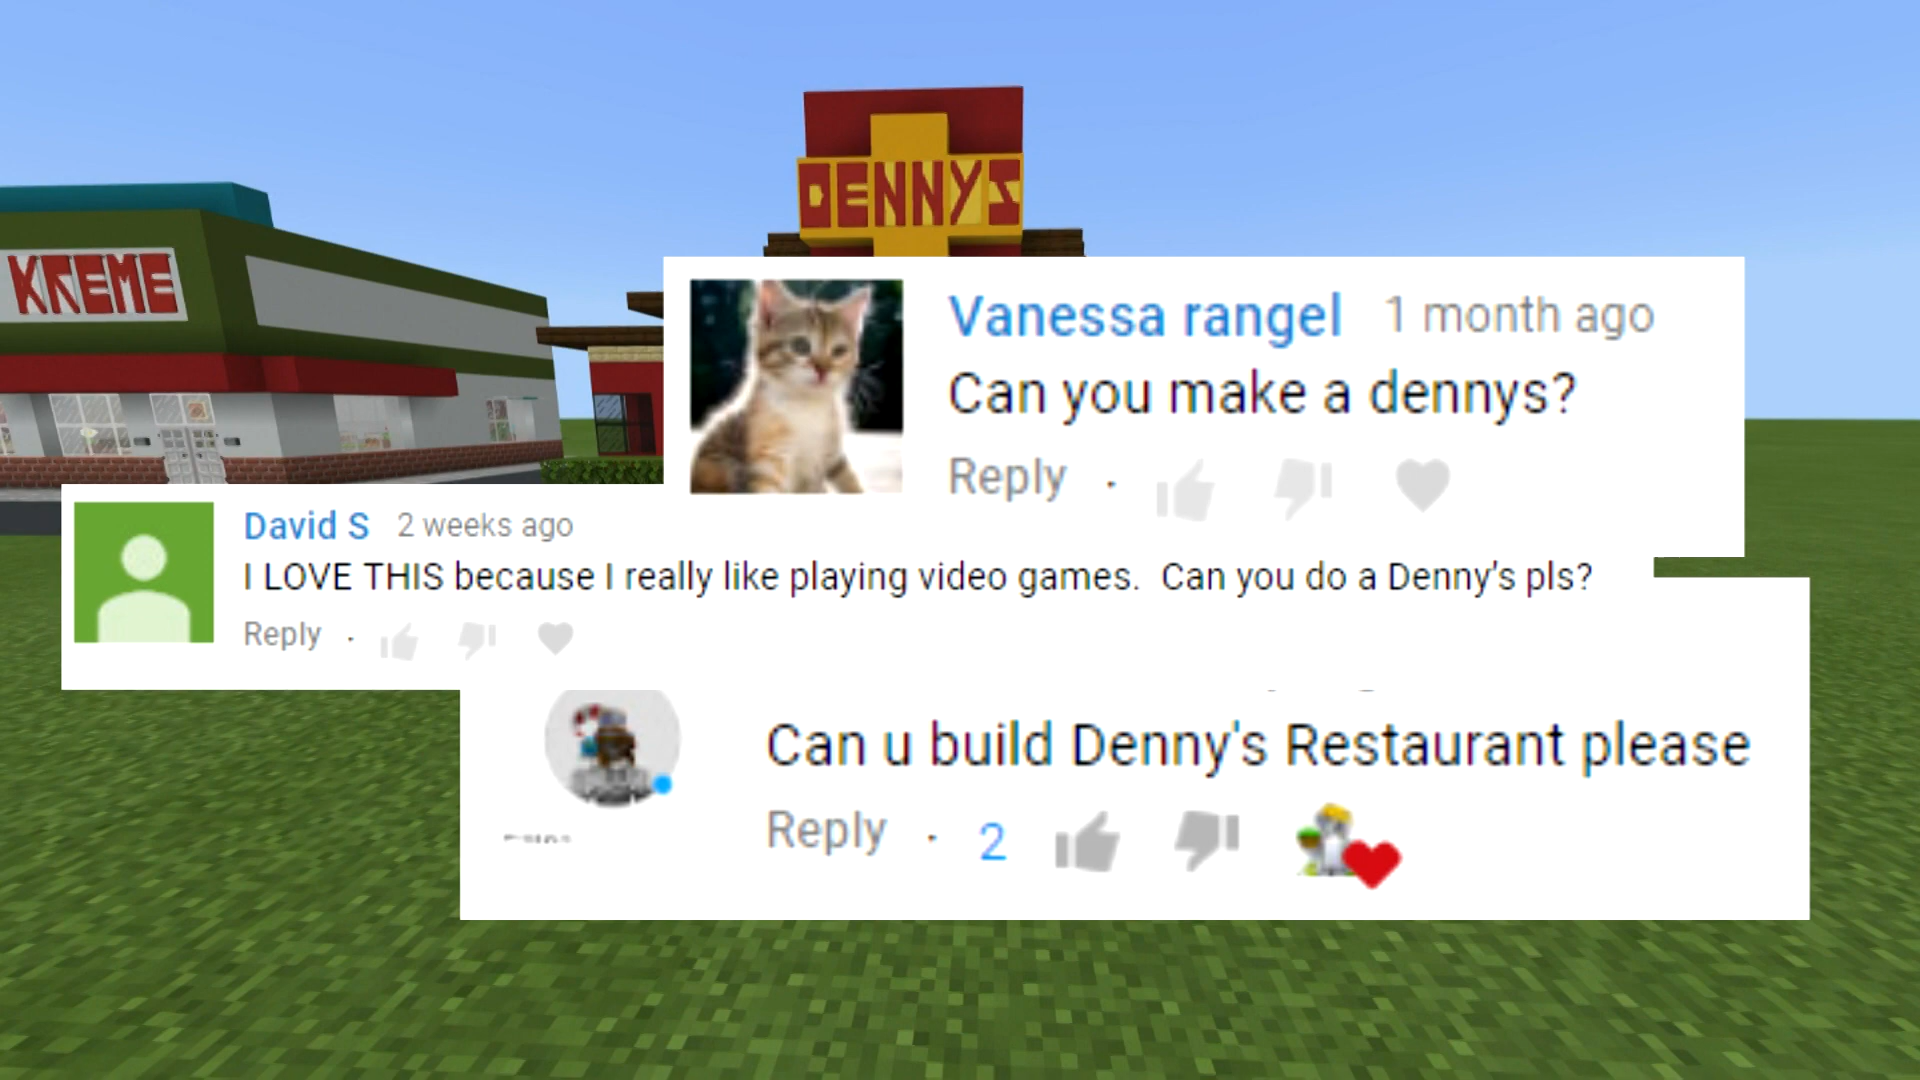 DENNYS
KREME
Vanessa rangel 1 month ago
Can you make a dennys?
Reply
David S 2 weeks ago
I LOVE THIS because I really like playing video games. Can you do a Denny's pls?
Reply
Can u build Denny's Restaurant please
Reply · 2